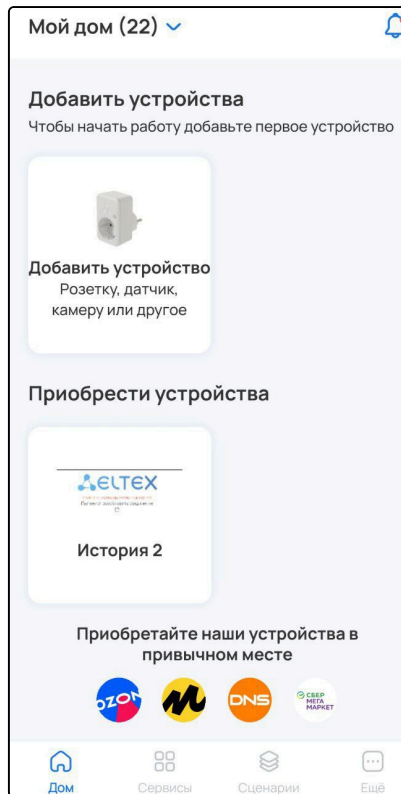 Мой дом (22)
Добавить устройства
Чтобы начать работу добавьте первое устройство
Добавить устройство
Розетку, датчик,
камеру или другое
Приобрести устройства
ELTEX
История 2
Приобретайте наши устройства в
привычном месте
OZON
DNS
СБЕР
МЕГА
МАРКЕТ
Дом
Сервисы
Сценарии
Ещё